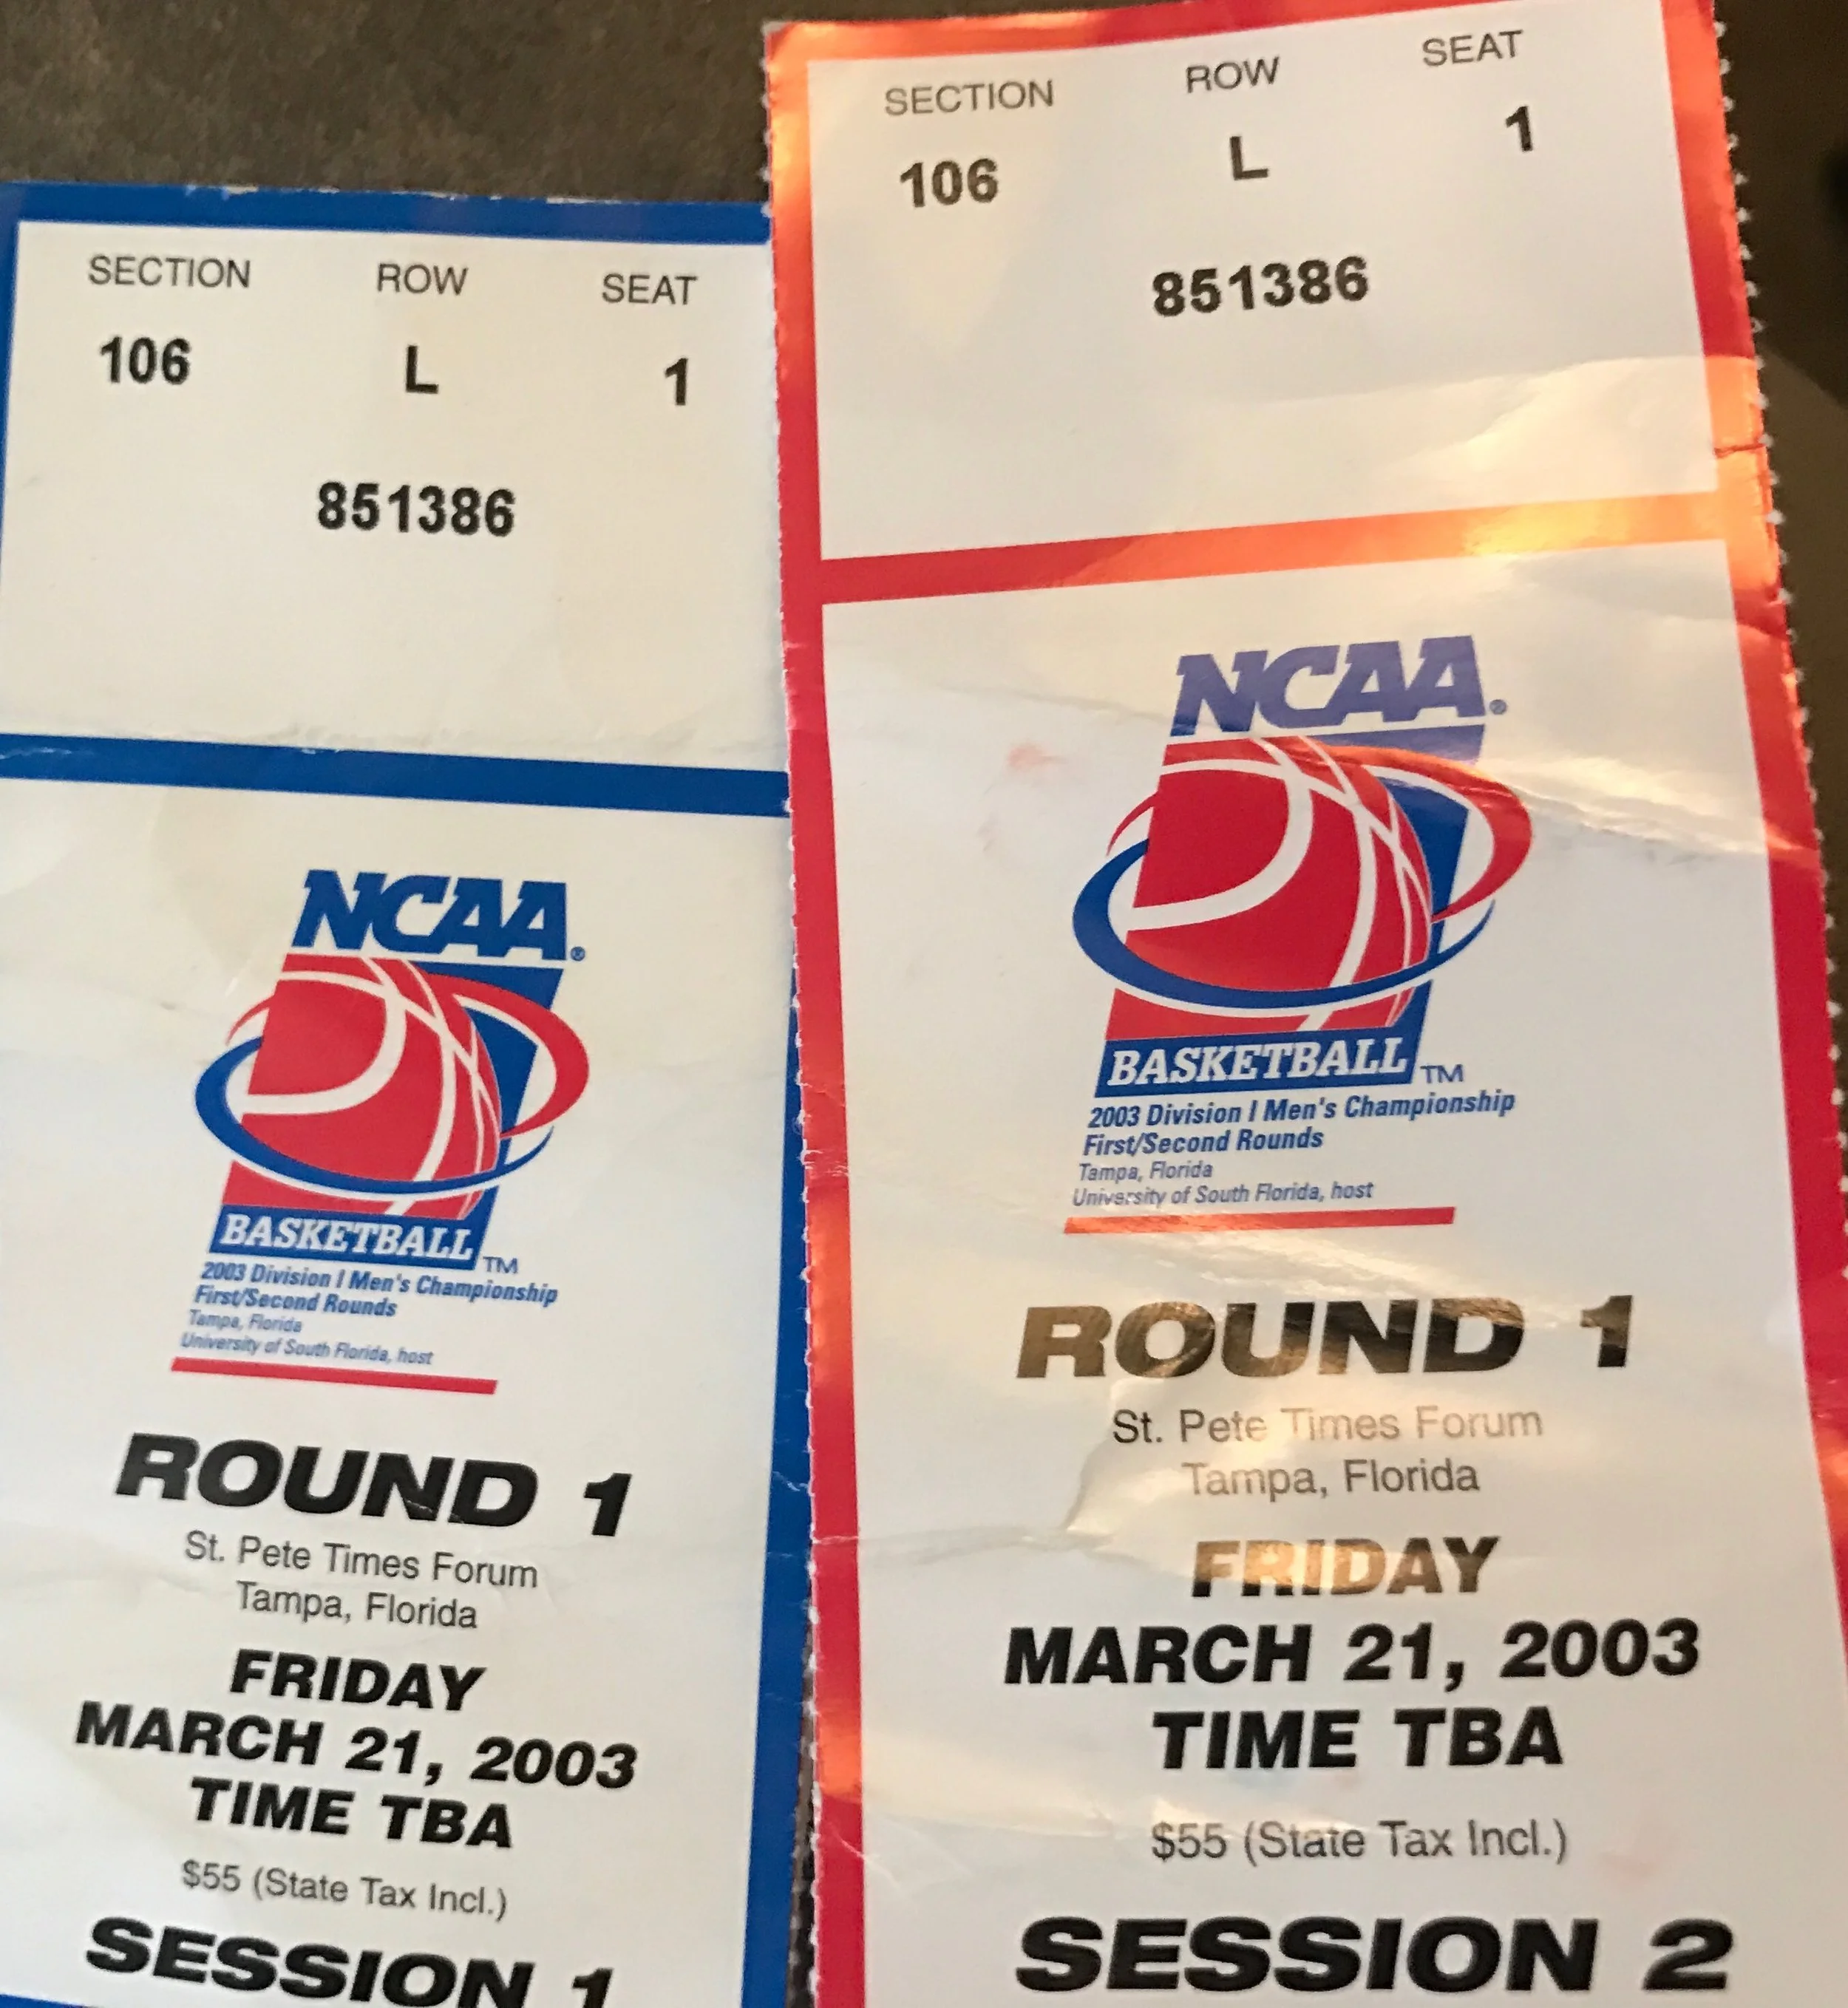 SECTION ROW SEAT
106 L 1
851386
NCAA®
BASKETBALL TM
2003 Division I Men's Championship
First/Second Rounds
Tampa, Florida
University of South Florida, host
ROUND 1
St. Pete Times Forum
Tampa, Florida
FRIDAY
MARCH 21, 2003
TIME TBA
$55 (State Tax Incl.)
SESSION 1
SECTION ROW SEAT
106 L 1
851386
NCAA®
BASKETBALL TM
2003 Division I Men's Championship
First/Second Rounds
Tampa, Florida
University of South Florida, host
ROUND 1
St. Pete Times Forum
Tampa, Florida
FRIDAY
MARCH 21, 2003
TIME TBA
$55 (State Tax Incl.)
SESSION 2